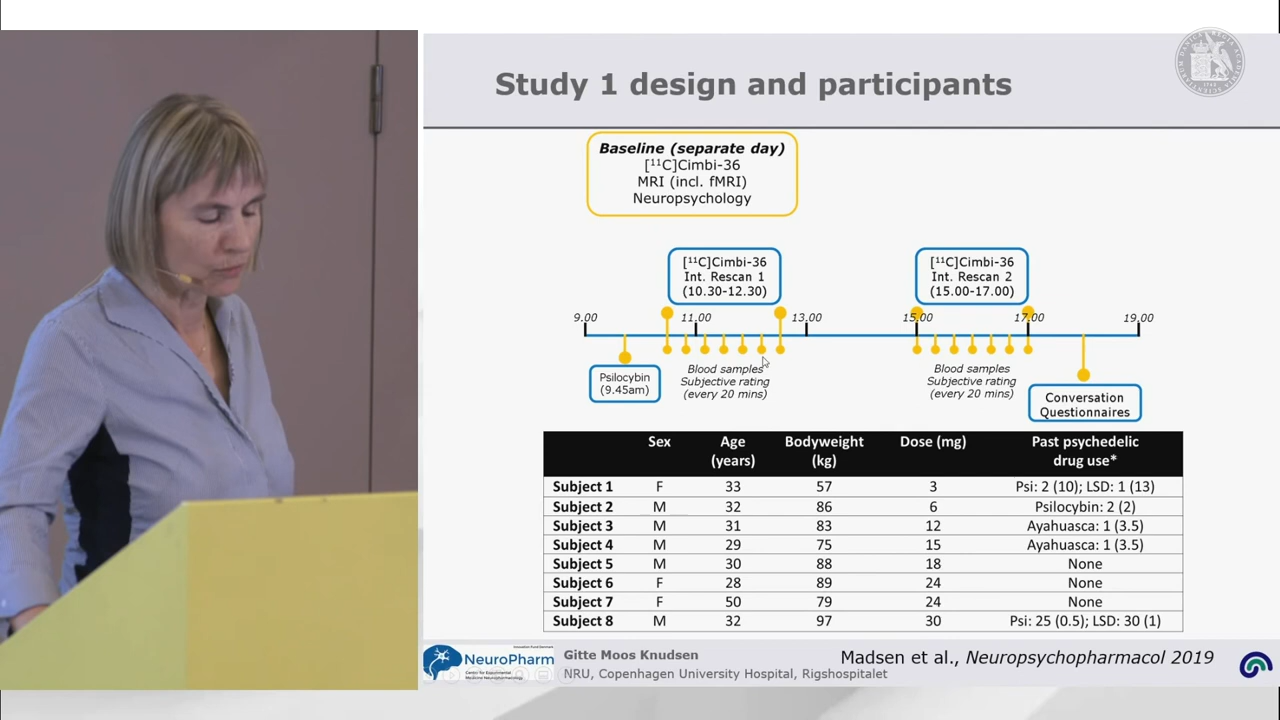 Study 1 design and participants
Baseline (separate day)
[¹¹C]Cimbi-36
MRI (incl. fMRI)
Neuropsychology
[¹¹C]Cimbi-36
Int. Rescan 1
(10.30-12.30)
[¹¹C]Cimbi-36
Int. Rescan 2
(15.00-17.00)
9.00 11.00 13.00 15.00 17.00 19.00
Psilocybin
(9.45am)
Blood samples
Subjective rating
(every 20 mins)
Blood samples
Subjective rating
(every 20 mins)
Conversation
Questionnaires
Sex Age Bodyweight Dose (mg) Past psychedelic
(years) (kg) drug use*
Subject 1 F 33 57 3 Psi: 2 (10); LSD: 1 (13)
Subject 2 M 32 86 6 Psilocybin: 2 (2)
Subject 3 M 31 83 12 Ayahuasca: 1 (3.5)
Subject 4 M 29 75 15 Ayahuasca: 1 (3.5)
Subject 5 M 30 88 18 None
Subject 6 F 28 89 24 None
Subject 7 F 50 79 24 None
Subject 8 M 32 97 30 Psi: 25 (0.5); LSD: 30 (1)
NeuroPharm
Gitte Moos Knudsen
NRU, Copenhagen University Hospital, Rigshospitalet
Madsen et al., Neuropsychopharmacol 2019